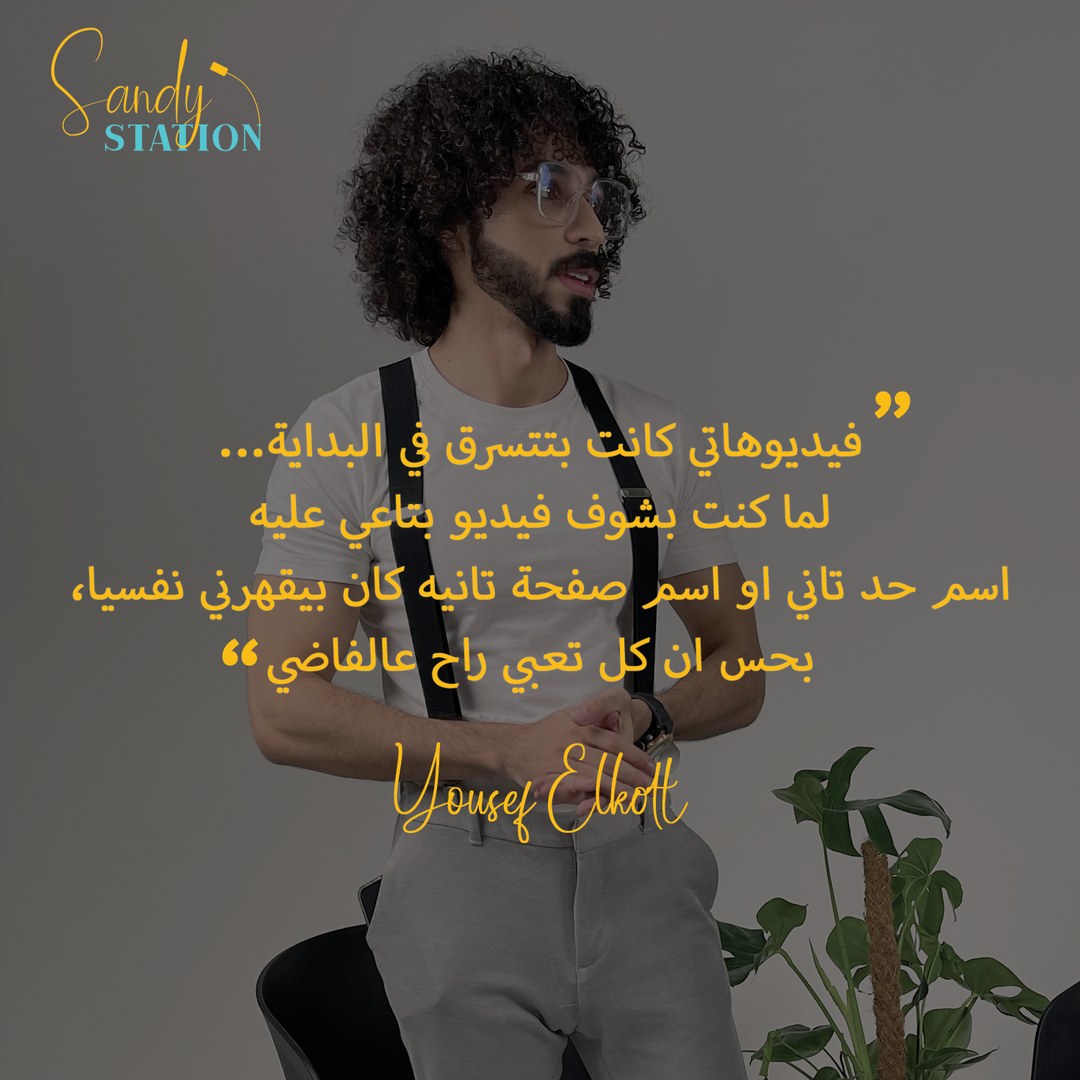 Sandy
STATION
”فيديوهاتي كانت بتتسرق في البداية...
لما كنت بشوف فيديو بتاعي عليه
اسم حد تاني او اسم صفحة تانيه كان بيقهرني نفسيا،
بحس ان كل تعبي راح عالفاضي“
Yousef Elkott